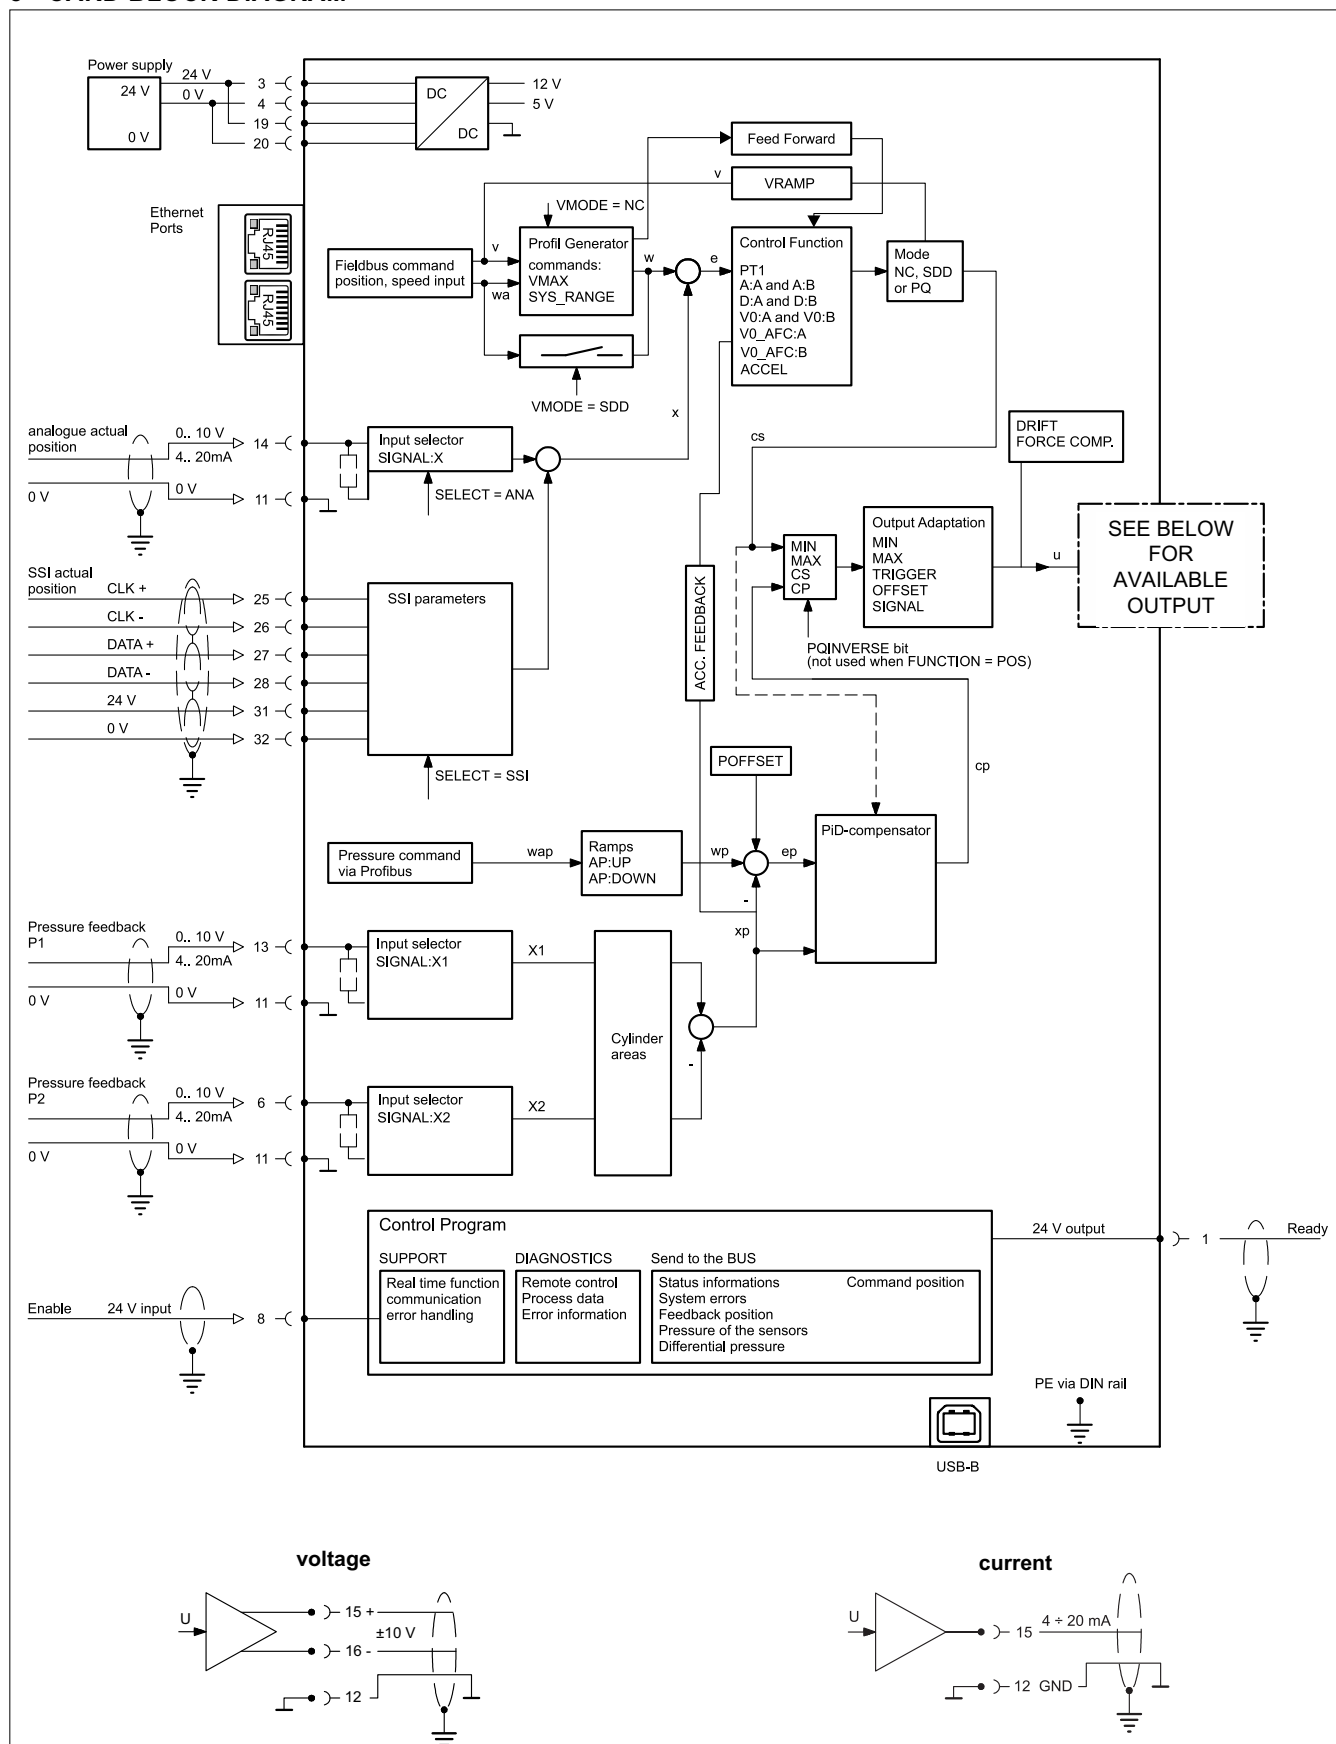 Power supply
24 V
0 V
24 V
0 V
3
4
19
20
DC
DC
12 V
5 V
Ethernet
Ports
RJ45
RJ45
Feed Forward
v
VRAMP
VMODE = NC
Fieldbus command
position, speed input
v
wa
Profil Generator
commands:
VMAX
SYS_RANGE
w
e
Control Function
PT1
A:A and A:B
D:A and D:B
V0:A and V0:B
V0_AFC:A
V0_AFC:B
ACCEL
Mode
NC, SDD
or PQ
VMODE = SDD
x
analogue actual
position
0 V
0.. 10 V
4.. 20mA
0 V
14
11
Input selector
SIGNAL:X
SELECT = ANA
cs
DRIFT
FORCE COMP.
MIN
MAX
CS
CP
Output Adaptation
MIN
MAX
TRIGGER
OFFSET
SIGNAL
u
SEE BELOW
FOR
AVAILABLE
OUTPUT
PQINVERSE bit
(not used when FUNCTION = POS)
ACC. FEEDBACK
SSI actual
position
CLK +
CLK -
DATA +
DATA -
24 V
0 V
25
26
27
28
31
32
SSI parameters
SELECT = SSI
POFFSET
cp
Pressure command
via Profibus
wap
Ramps
AP:UP
AP:DOWN
wp
ep
-
xp
PiD-compensator
Pressure feedback
P1
0 V
0.. 10 V
4.. 20mA
0 V
13
11
Input selector
SIGNAL:X1
X1
Cylinder
areas
-
Pressure feedback
P2
0 V
0.. 10 V
4.. 20mA
0 V
6
11
Input selector
SIGNAL:X2
X2
Control Program
SUPPORT
Real time function
communication
error handling
DIAGNOSTICS
Remote control
Process data
Error information
Send to the BUS
Status informations
System errors
Feedback position
Pressure of the sensors
Differential pressure
Command position
24 V output
1
Ready
Enable
24 V input
8
PE via DIN rail
USB-B
voltage
U
15 +
±10 V
16 -
12
current
U
15
4 ÷ 20 mA
12 GND